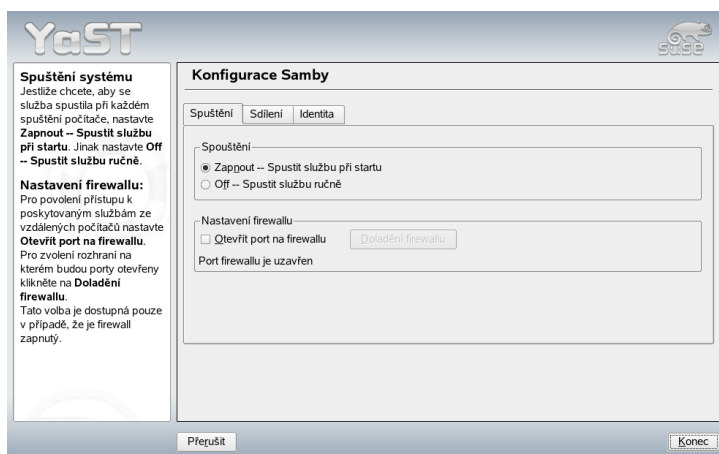 YaST
SUSE
Spuštění systému
Jestliže chcete, aby se
služba spustila při každém
spuštění počítače, nastavte
Zapnout -- Spustit službu
při startu. Jinak nastavte Off
-- Spustit službu ručně.
Nastavení firewallu:
Pro povolení přístupu k
poskytovaným službám ze
vzdálených počítačů nastavte
Otevřít port na firewallu.
Pro zvolení rozhraní na
kterém budou porty otevřeny
klikněte na Doladění
firewallu.
Tato volba je dostupná pouze
v případě, že je firewall
zapnutý.
Konfigurace Samby
Spuštění Sdílení Identita
Spouštění
Zapnout -- Spustit službu při startu
Off -- Spustit službu ručně
Nastavení firewallu
Otevřít port na firewallu Doladění firewallu
Port firewallu je uzavřen
Přerušit Konec